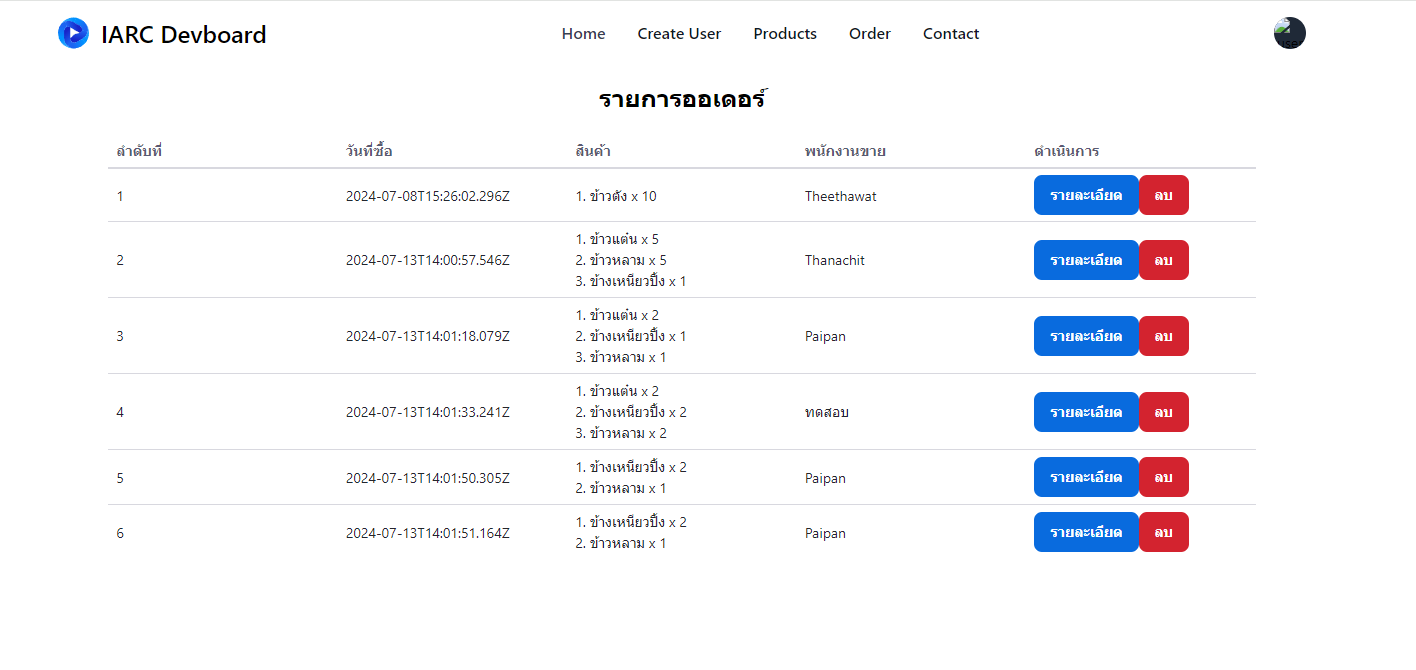 IARC Devboard
Home Create User Products Order Contact
user
รายการออเดอร์
ลำดับที่ วันที่ซื้อ สินค้า พนักงานขาย ดำเนินการ
1 2024-07-08T15:26:02.296Z 1. ข้าวตัง x 10 Theethawat รายละเอียด ลบ
1. ข้าวแต๋น x 5
2 2024-07-13T14:00:57.546Z 2. ข้าวหลาม x 5 Thanachit รายละเอียด ลบ
3. ข้างเหนียวปิ้ง x 1
1. ข้าวแต๋น x 2
3 2024-07-13T14:01:18.079Z 2. ข้างเหนียวปิ้ง x 1 Paipan รายละเอียด ลบ
3. ข้าวหลาม x 1
1. ข้าวแต๋น x 2
4 2024-07-13T14:01:33.241Z 2. ข้างเหนียวปิ้ง x 2 ทดสอบ รายละเอียด ลบ
3. ข้าวหลาม x 2
1. ข้างเหนียวปิ้ง x 2
5 2024-07-13T14:01:50.305Z Paipan รายละเอียด ลบ
2. ข้าวหลาม x 1
1. ข้างเหนียวปิ้ง x 2
6 2024-07-13T14:01:51.164Z Paipan รายละเอียด ลบ
2. ข้าวหลาม x 1